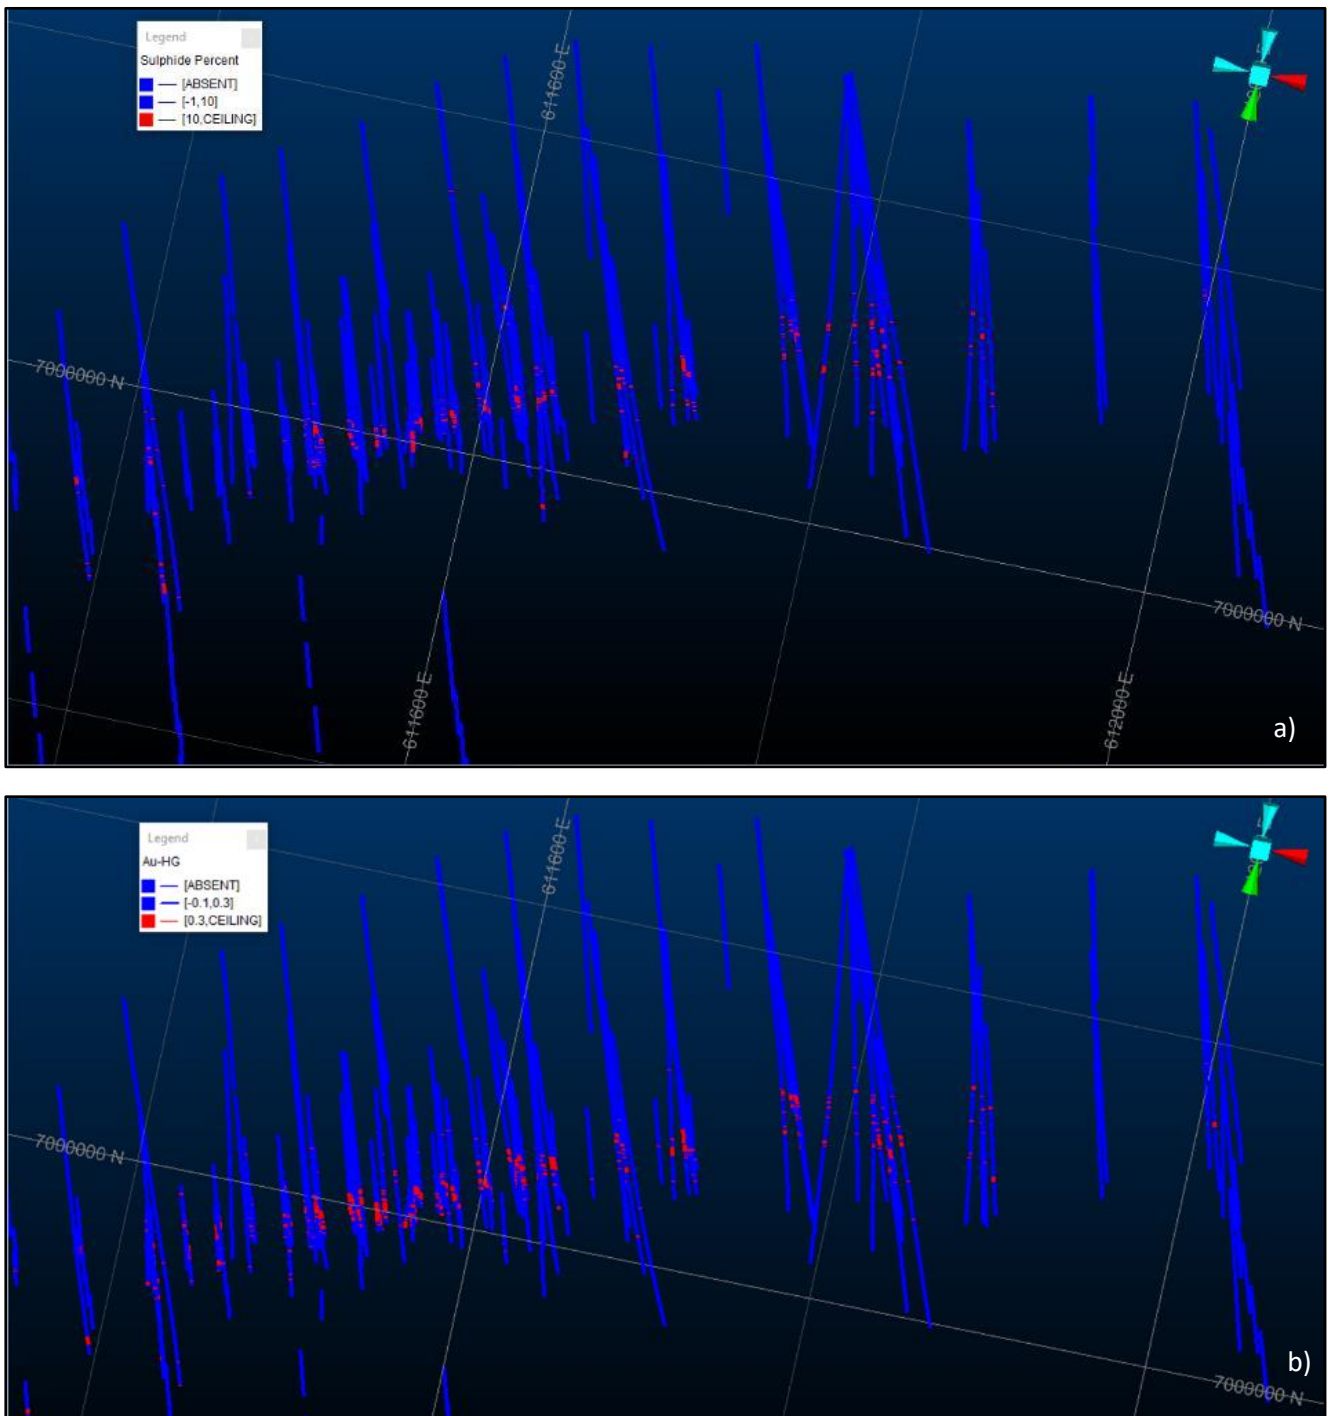 Legend
Sulphide Percent
[ABSENT]
[-1,10]
[10,CEILING]
611600 E
7000000 N
7000000 N
611600 E
612000 E
a)
Legend
Au-HG
[ABSENT]
[-0.1,0.3]
[0.3,CEILING]
611600 E
7000000 N
7000000 N
b)